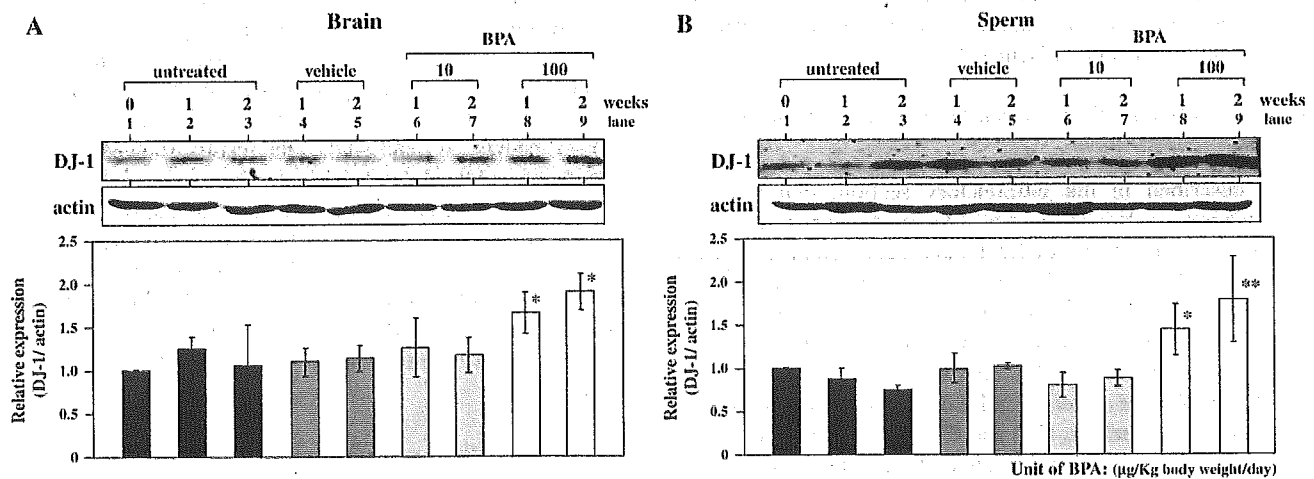 A
Brain
BPA
untreated
vehicle
10
100
0 1 2 1 2 1 2 1 2 weeks
1 2 3 4 5 6 7 8 9 lane
DJ-1
actin
2.5
2.0
1.5
1.0
0.5
0
Relative expression
(DJ-1/ actin)
*
*
B
Sperm
BPA
untreated
vehicle
10
100
0 1 2 1 2 1 2 1 2 weeks
1 2 3 4 5 6 7 8 9 lane
DJ-1
actin
2.5
2.0
1.5
1.0
0.5
0
Relative expression
(DJ-1/ actin)
*
**
Unit of BPA: (μg/Kg body weight/day)